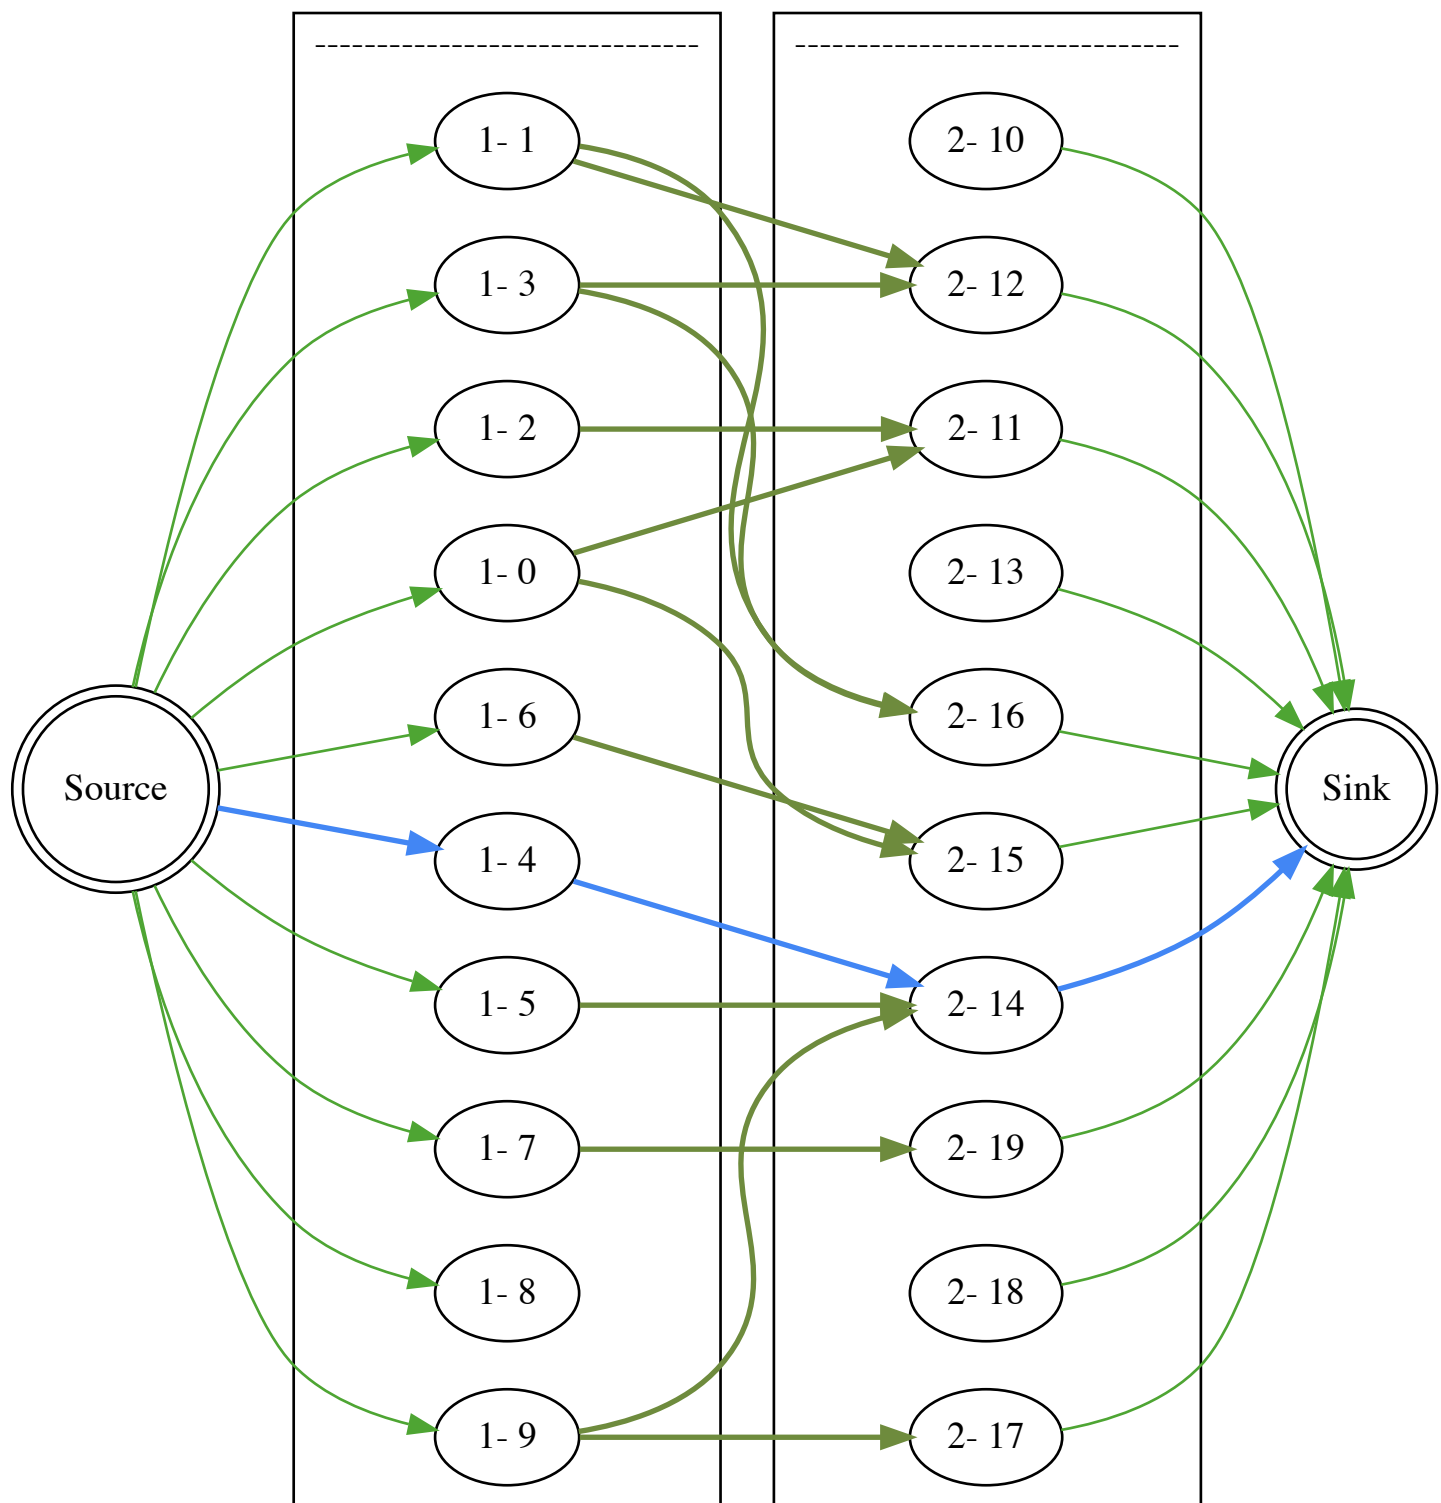 ------------------------------- -------------------------------
1- 1 2- 10
1- 3 2- 12
1- 2 2- 11
1- 0 2- 13
1- 6 2- 16
Source Sink
1- 4 2- 15
1- 5 2- 14
1- 7 2- 19
1- 8 2- 18
1- 9 2- 17